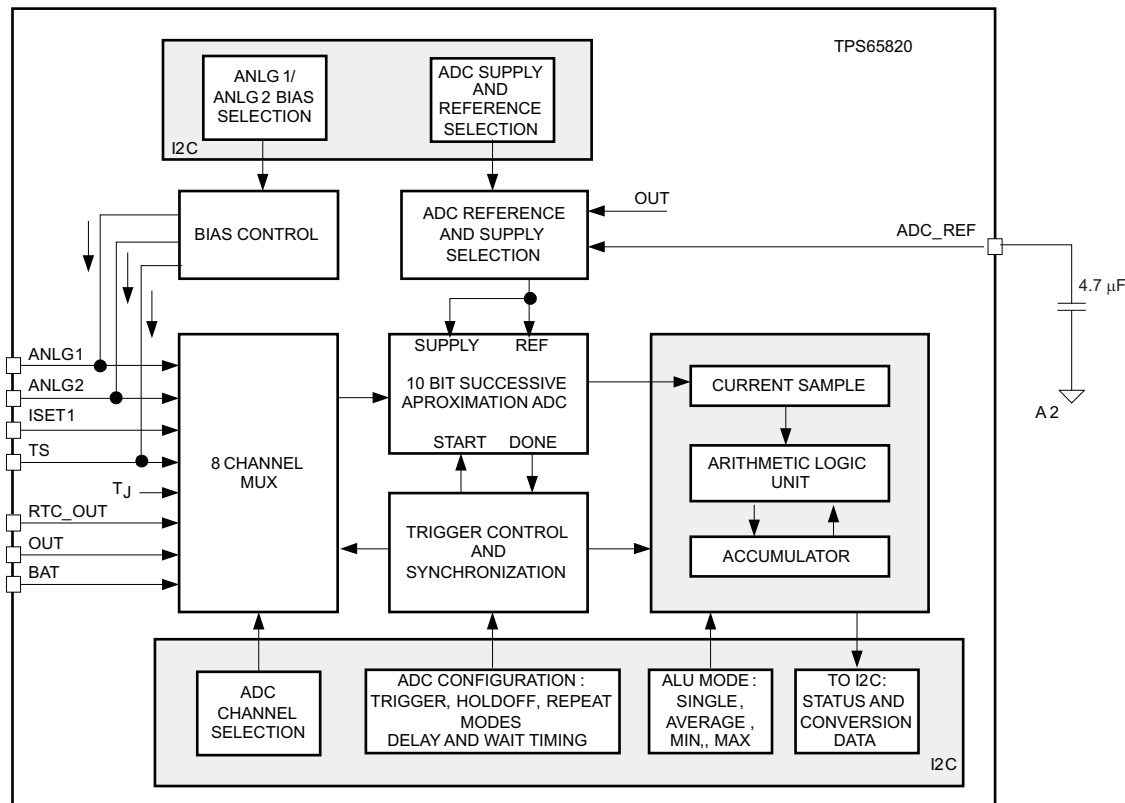 TPS65820
ANLG 1/
ANLG 2 BIAS
SELECTION
ADC SUPPLY
AND
REFERENCE
SELECTION
I2C
BIAS CONTROL
ADC REFERENCE
AND SUPPLY
SELECTION
OUT
ADC_REF
4.7 μF
A 2
ANLG1
ANLG2
ISET1
TS
TJ
RTC_OUT
OUT
BAT
8 CHANNEL
MUX
SUPPLY REF
10 BIT SUCCESSIVE
APROXIMATION ADC
START DONE
TRIGGER CONTROL
AND
SYNCHRONIZATION
CURRENT SAMPLE
ARITHMETIC LOGIC
UNIT
ACCUMULATOR
ADC
CHANNEL
SELECTION
ADC CONFIGURATION :
TRIGGER, HOLDOFF, REPEAT
MODES
DELAY AND WAIT TIMING
ALU MODE :
SINGLE ,
AVERAGE ,
MIN,, MAX
TO I2C:
STATUS AND
CONVERSION
DATA
I2C